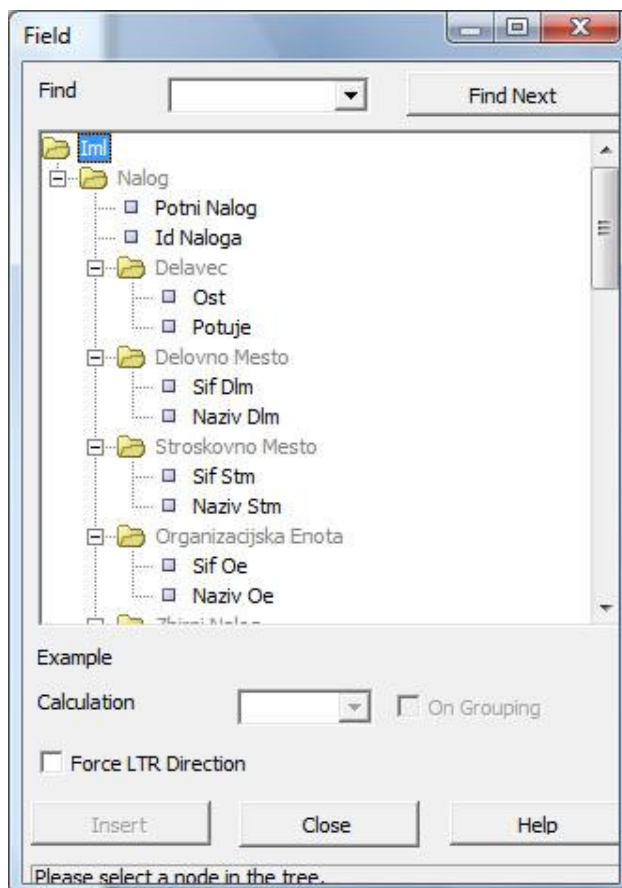 Field
Find Find Next
Iml
Nalog
Potni Nalog
Id Naloga
Delavec
Ost
Potuje
Delovno Mesto
Sif Dlm
Naziv Dlm
Stroskovno Mesto
Sif Stm
Naziv Stm
Organizacijska Enota
Sif Oe
Naziv Oe
Zbirni Nalog
Example
Calculation On Grouping
Force LTR Direction
Insert Close Help
Please select a node in the tree.